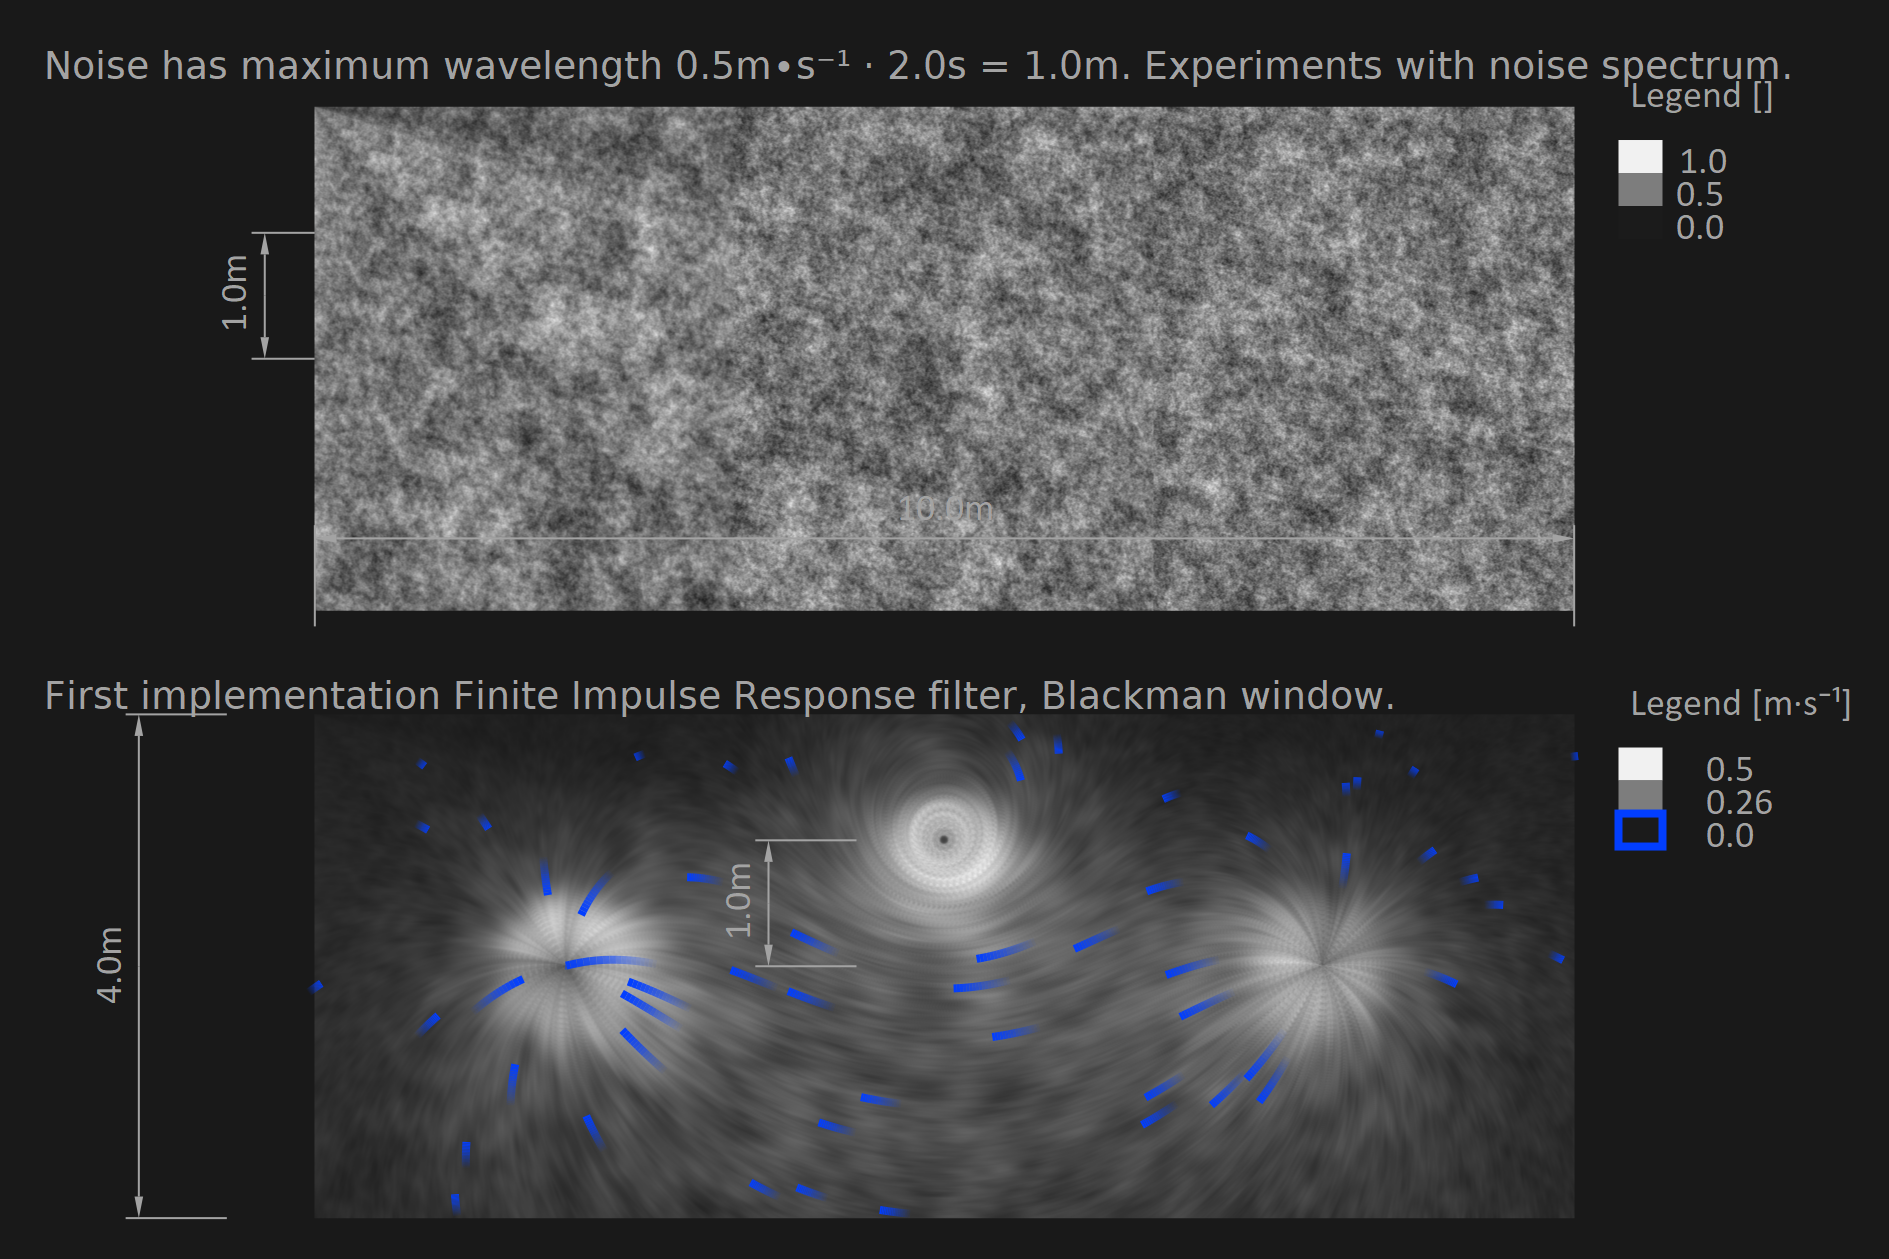 Noise has maximum wavelength 0.5m•s⁻¹ · 2.0s = 1.0m. Experiments with noise spectrum.
Legend []
1.0
0.5
0.0
1.0m
10.0m
First implementation Finite Impulse Response filter, Blackman window.
Legend [m·s⁻¹]
0.5
0.26
0.0
1.0m
4.0m